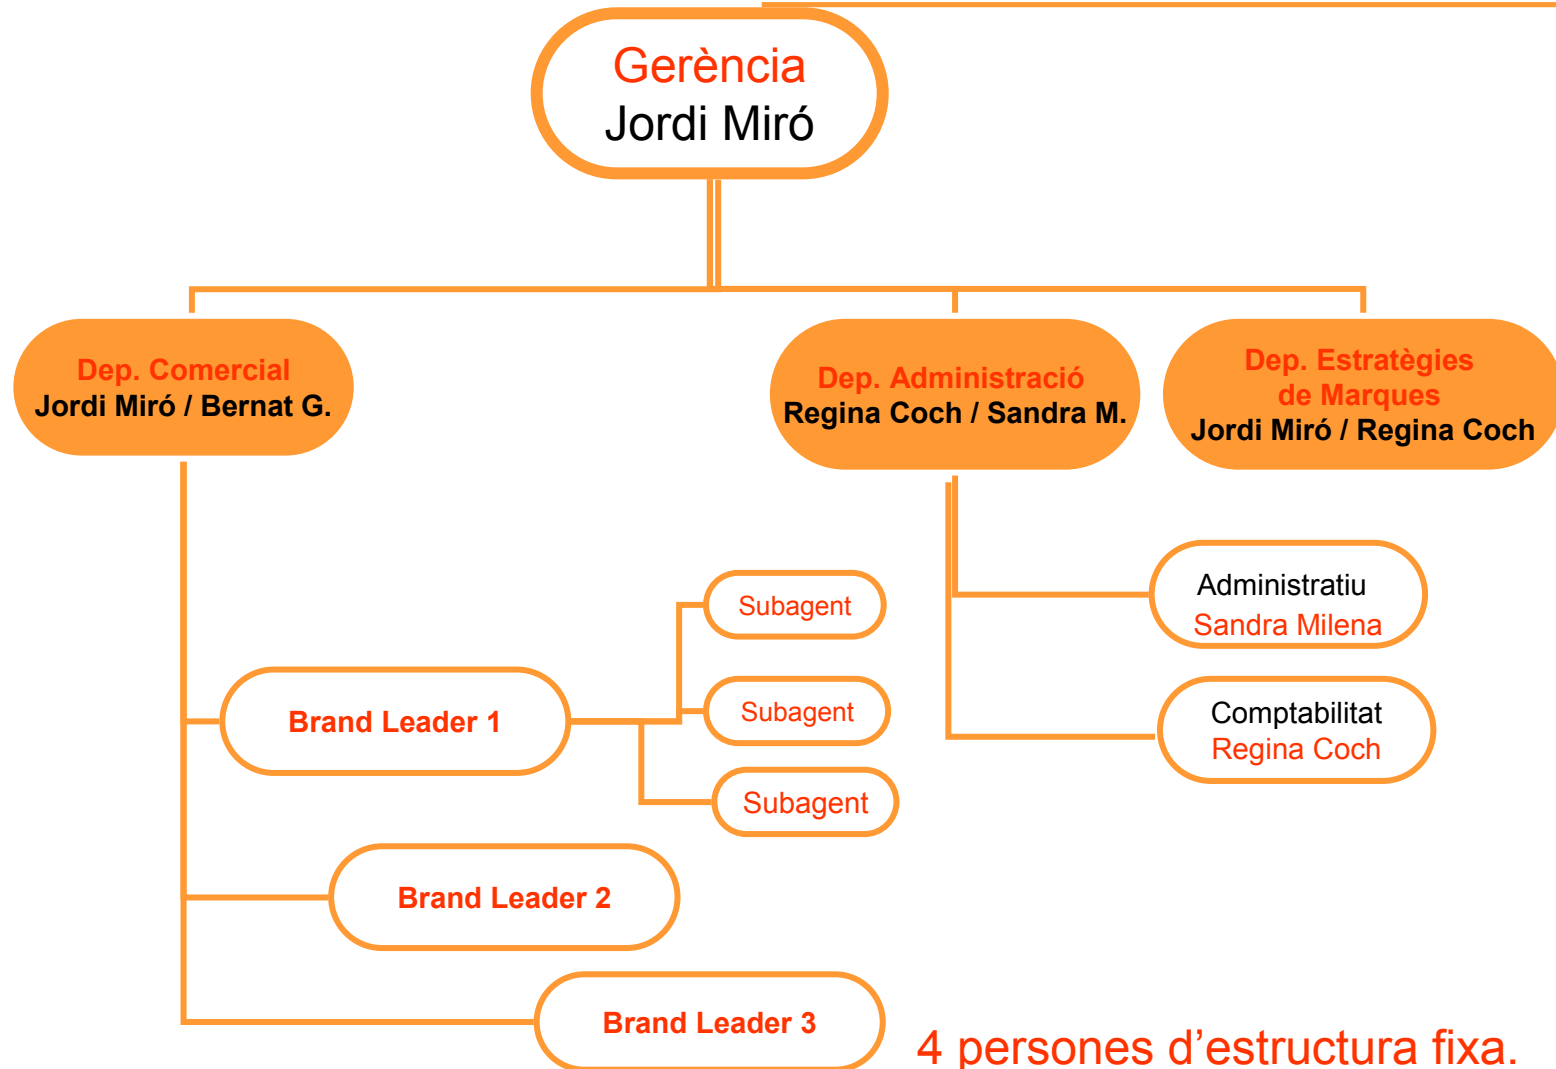 Gerència
Jordi Miró
Dep. Comercial
Jordi Miró / Bernat G.
Dep. Administració
Regina Coch / Sandra M.
Dep. Estratègies
de Marques
Jordi Miró / Regina Coch
Brand Leader 1
Subagent
Subagent
Subagent
Brand Leader 2
Brand Leader 3
Administratiu
Sandra Milena
Comptabilitat
Regina Coch
4 persones d’estructura fixa.